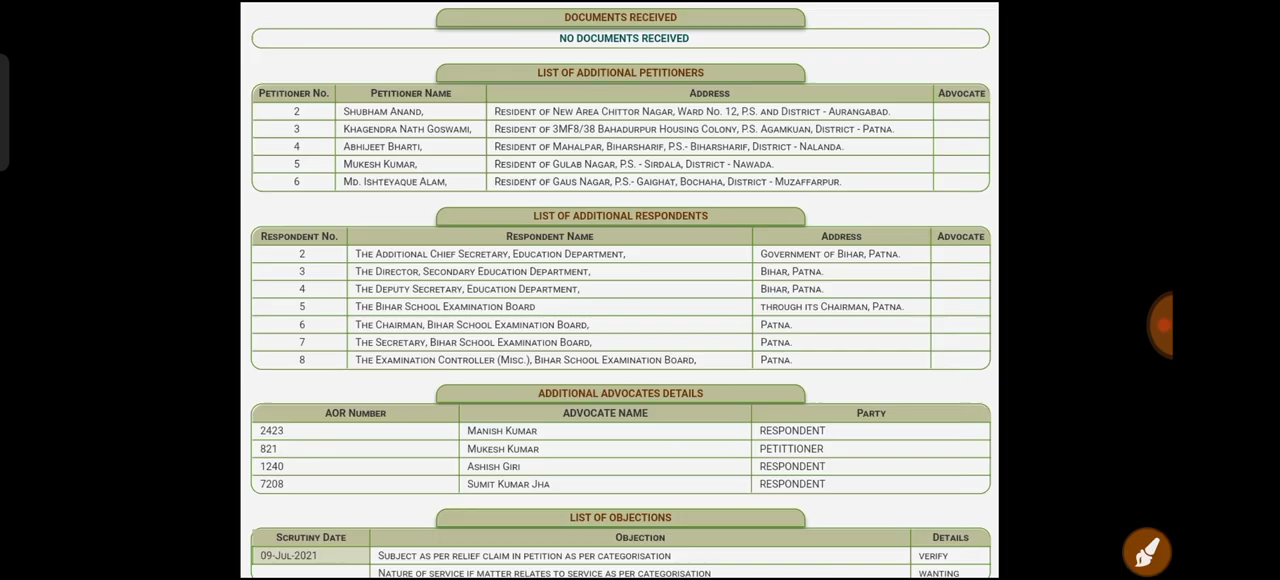 DOCUMENTS RECEIVED
NO DOCUMENTS RECEIVED
LIST OF ADDITIONAL PETITIONERS
PETITIONER NO. PETITIONER NAME ADDRESS ADVOCATE
2 SHUBHAM ANAND, RESIDENT OF NEW AREA CHITTOR NAGAR, WARD NO. 12, P.S. AND DISTRICT - AURANGABAD.
3 KHAGENDRA NATH GOSWAMI, RESIDENT OF 3MF8/38 BAHADURPUR HOUSING COLONY, P.S. AGAMKUAN, DISTRICT - PATNA.
4 ABHIJEET BHARTI, RESIDENT OF MAHALPAR, BIHARSHARIF, P.S.- BIHARSHARIF, DISTRICT - NALANDA.
5 MUKESH KUMAR, RESIDENT OF GULAB NAGAR, P.S. - SIRDALA, DISTRICT - NAWADA.
6 MD. ISHTEYAQUE ALAM, RESIDENT OF GAUS NAGAR, P.S.- GAIGHAT, BOCHAHA, DISTRICT - MUZAFFARPUR.
LIST OF ADDITIONAL RESPONDENTS
RESPONDENT NO. RESPONDENT NAME ADDRESS ADVOCATE
2 THE ADDITIONAL CHIEF SECRETARY, EDUCATION DEPARTMENT, GOVERNMENT OF BIHAR, PATNA.
3 THE DIRECTOR, SECONDARY EDUCATION DEPARTMENT, BIHAR, PATNA.
4 THE DEPUTY SECRETARY, EDUCATION DEPARTMENT, BIHAR, PATNA.
5 THE BIHAR SCHOOL EXAMINATION BOARD THROUGH ITS CHAIRMAN, PATNA.
6 THE CHAIRMAN, BIHAR SCHOOL EXAMINATION BOARD, PATNA.
7 THE SECRETARY, BIHAR SCHOOL EXAMINATION BOARD, PATNA.
8 THE EXAMINATION CONTROLLER (MISC.), BIHAR SCHOOL EXAMINATION BOARD, PATNA.
ADDITIONAL ADVOCATES DETAILS
AOR NUMBER ADVOCATE NAME PARTY
2423 MANISH KUMAR RESPONDENT
821 MUKESH KUMAR PETITTIONER
1240 ASHISH GIRI RESPONDENT
7208 SUMIT KUMAR JHA RESPONDENT
LIST OF OBJECTIONS
SCRUTINY DATE OBJECTION DETAILS
09-JUL-2021 SUBJECT AS PER RELIEF CLAIM IN PETITION AS PER CATEGORISATION VERIFY
NATURE OF SERVICE IF MATTER RELATES TO SERVICE AS PER CATEGORISATION WANTING